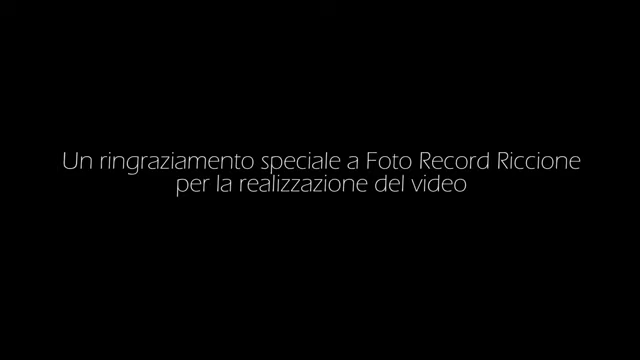 Un ringraziamento speciale a Foto Record Riccione
per la realizzazione del video